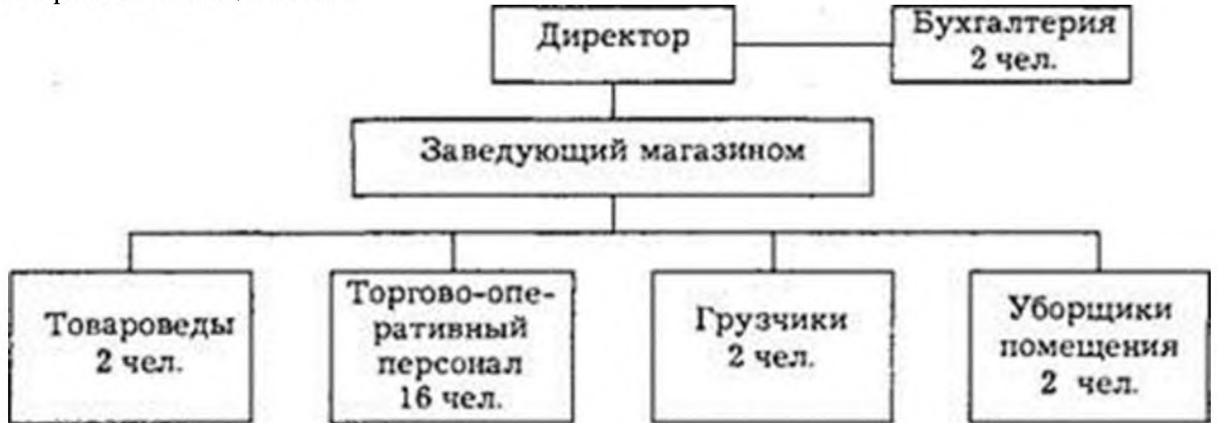 Директор
Бухгалтерия
2 чел.
Заведующий магазином
Товароведы
2 чел.
Торгово-опе-
ративный
персонал
16 чел.
Грузчики
2 чел.
Уборщики
помещения
2 чел.